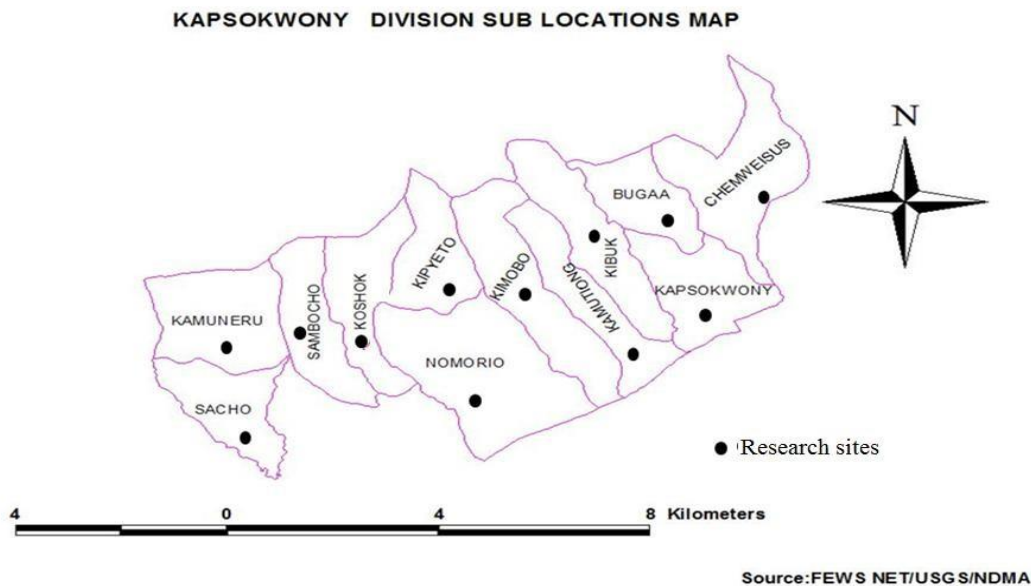 KAPSOKWONY DIVISION SUB LOCATIONS MAP
N
CHEMWEISUS
BUGAA
KIBUK
KIPYETO
KIMOBO
KAMUTIONG
KAPSOKWONY
KAMUNERU
SAMBOCHO
KOSHOK
NOMORIO
SACHO
Research sites
4 0 4 8 Kilometers
Source:FEWS NET/USGS/NDMA